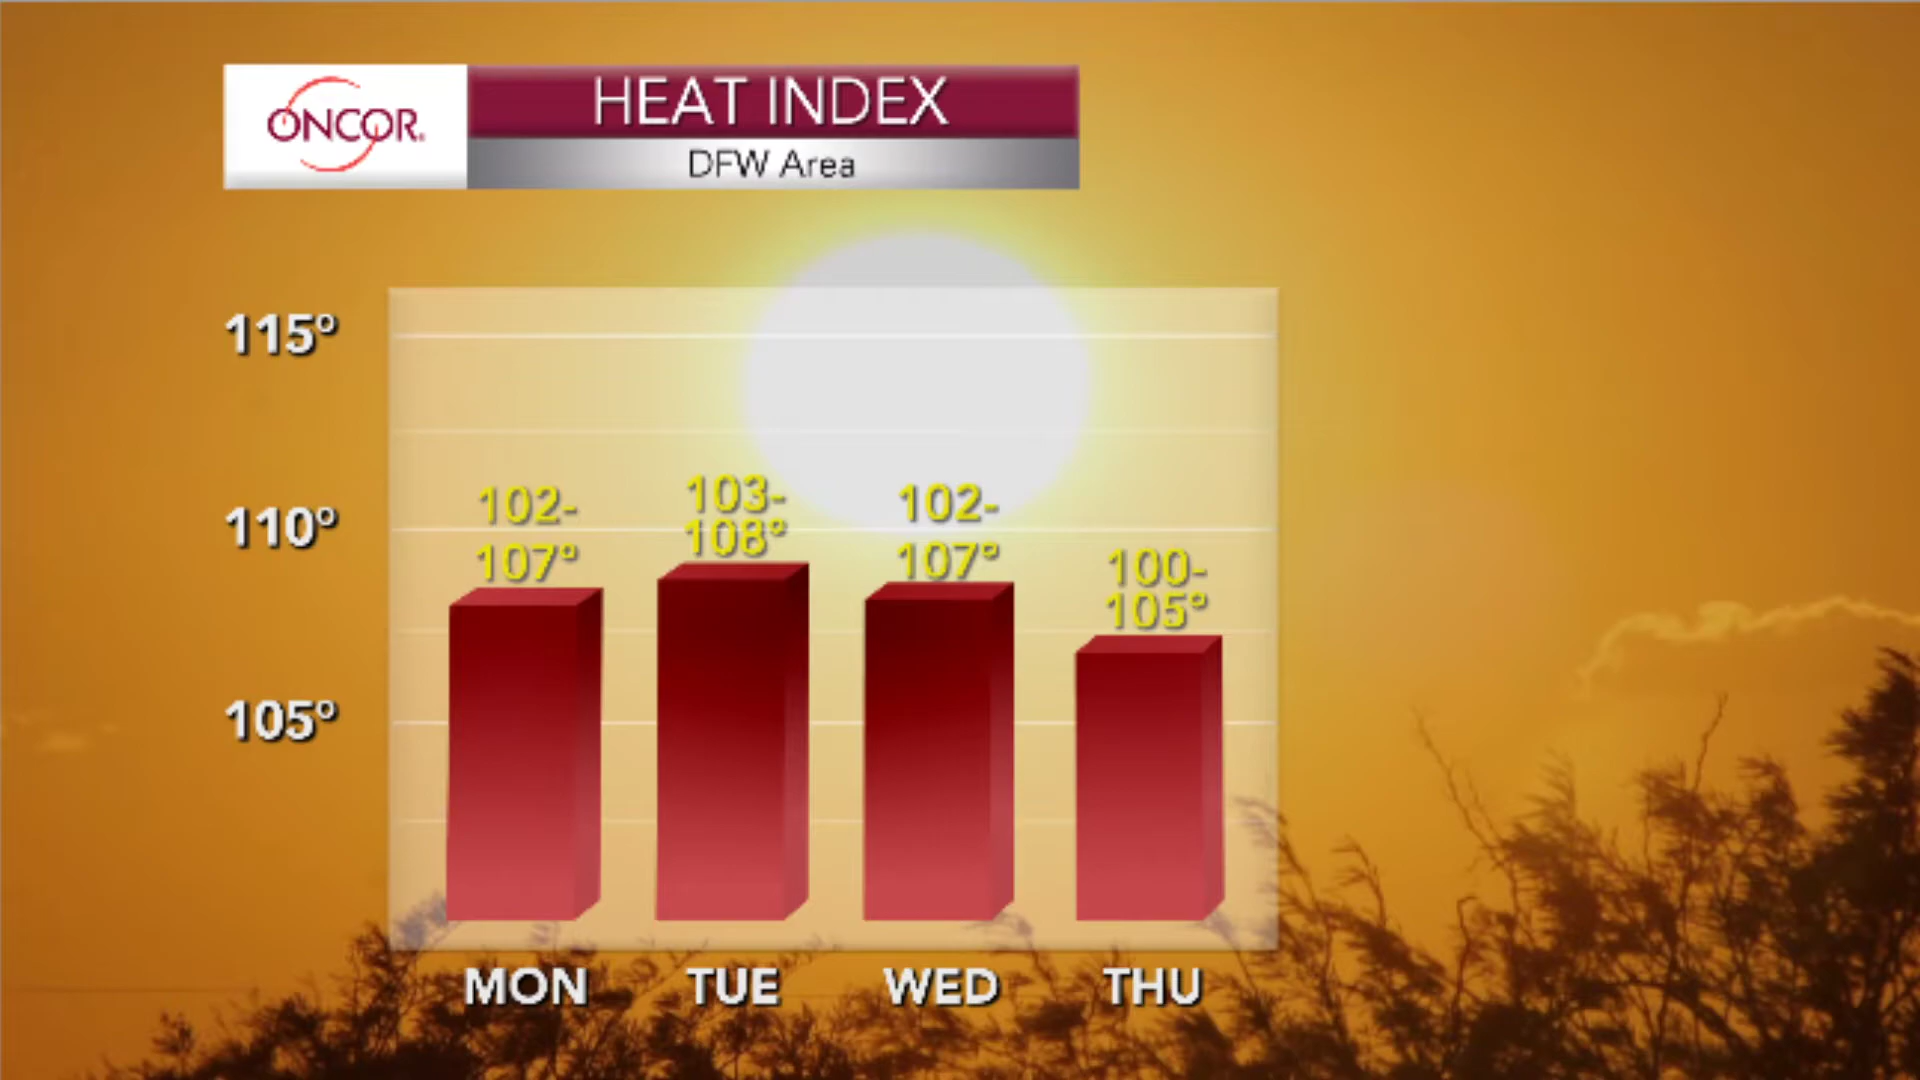 ONCOR.
HEAT INDEX
DFW Area
115°
110°
105°
102-
107°
103-
108°
102-
107°
100-
105°
MON TUE WED THU